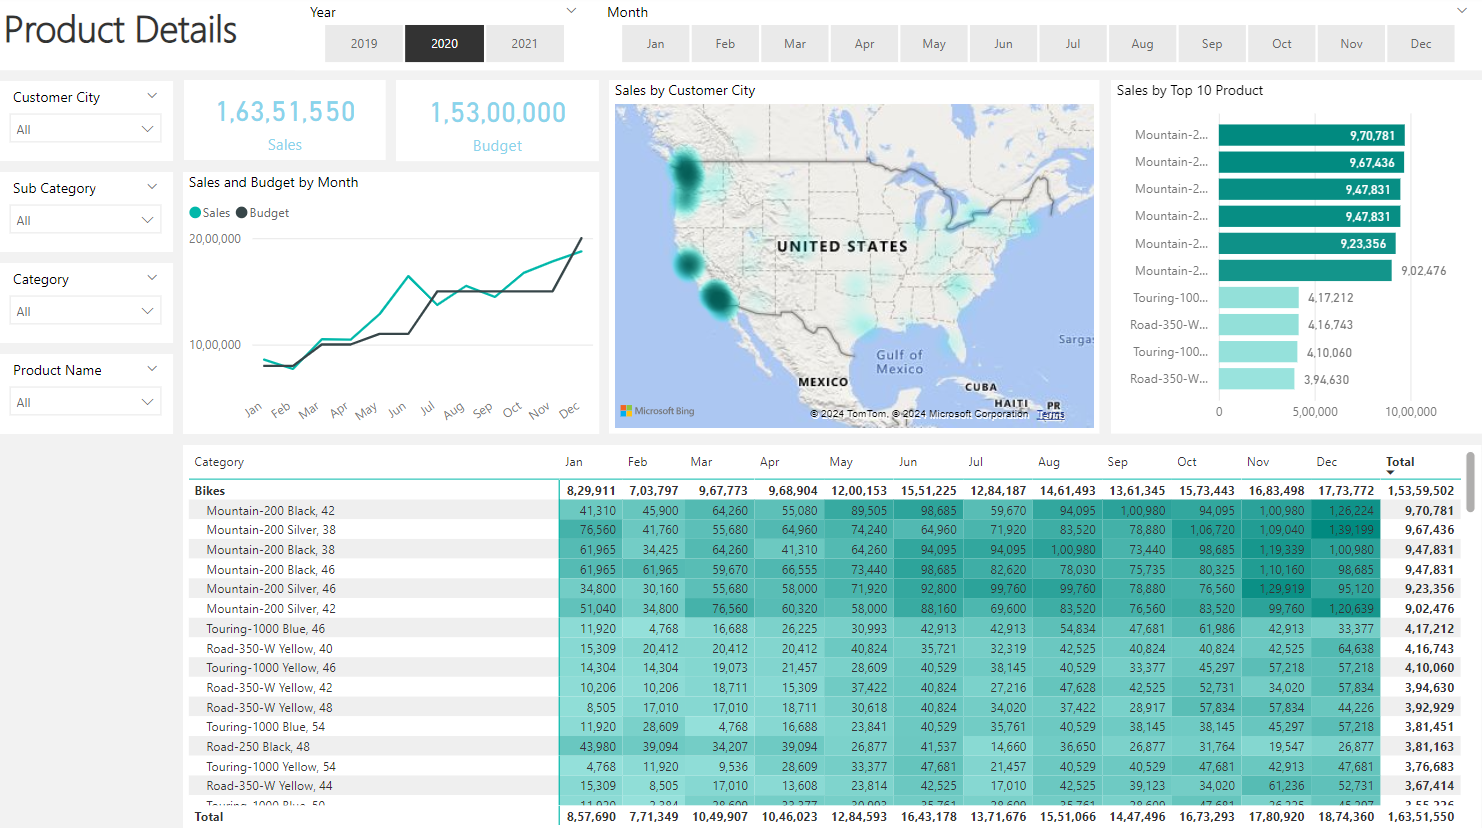 Product Details
Year
2019 2020 2021
Month
Jan Feb Mar Apr May Jun Jul Aug Sep Oct Nov Dec
Customer City
All
Sub Category
All
Category
All
Product Name
All
1,63,51,550
Sales
1,53,00,000
Budget
Sales and Budget by Month
Sales Budget
20,00,000
10,00,000
Jan Feb Mar Apr May Jun Jul Aug Sep Oct Nov Dec
Sales by Customer City
UNITED STATES
Gulf of
Mexico
Sargas
MEXICO
CUBA
HAITI PR
Microsoft Bing
© 2024 TomTom, © 2024 Microsoft Corporation Terms
Sales by Top 10 Product
Mountain-2... 9,70,781
Mountain-2... 9,67,436
Mountain-2... 9,47,831
Mountain-2... 9,47,831
Mountain-2... 9,23,356
Mountain-2... 9,02,476
Touring-100... 4,17,212
Road-350-W... 4,16,743
Touring-100... 4,10,060
Road-350-W... 3,94,630
0 5,00,000 10,00,000
Category Jan Feb Mar Apr May Jun Jul Aug Sep Oct Nov Dec Total
Bikes 8,29,911 7,03,797 9,67,773 9,68,904 12,00,153 15,51,225 12,84,187 14,61,493 13,61,345 15,73,443 16,83,498 17,73,772 1,53,59,502
Mountain-200 Black, 42 41,310 45,900 64,260 55,080 89,505 98,685 59,670 94,095 1,00,980 94,095 1,00,980 1,26,224 9,70,781
Mountain-200 Silver, 38 76,560 41,760 55,680 64,960 74,240 64,960 71,920 83,520 78,880 1,06,720 1,09,040 1,39,199 9,67,436
Mountain-200 Black, 38 61,965 34,425 64,260 41,310 64,260 94,095 94,095 1,00,980 73,440 98,685 1,19,339 1,00,980 9,47,831
Mountain-200 Black, 46 61,965 61,965 59,670 66,555 73,440 98,685 82,620 78,030 75,735 80,325 1,10,160 98,685 9,47,831
Mountain-200 Silver, 46 34,800 30,160 55,680 58,000 71,920 92,800 99,760 99,760 78,880 76,560 1,29,919 95,120 9,23,356
Mountain-200 Silver, 42 51,040 34,800 76,560 60,320 58,000 88,160 69,600 83,520 76,560 83,520 99,760 1,20,639 9,02,476
Touring-1000 Blue, 46 11,920 4,768 16,688 26,225 30,993 42,913 42,913 54,834 47,681 61,986 42,913 33,377 4,17,212
Road-350-W Yellow, 40 15,309 20,412 20,412 20,412 40,824 35,721 32,319 42,525 40,824 40,824 42,525 64,638 4,16,743
Touring-1000 Yellow, 46 14,304 14,304 19,073 21,457 28,609 40,529 38,145 40,529 33,377 45,297 57,218 57,218 4,10,060
Road-350-W Yellow, 42 10,206 10,206 18,711 15,309 37,422 40,824 27,216 47,628 42,525 52,731 34,020 57,834 3,94,630
Road-350-W Yellow, 48 8,505 17,010 17,010 18,711 30,618 40,824 34,020 37,422 28,917 57,834 57,834 44,226 3,92,929
Touring-1000 Blue, 54 11,920 28,609 4,768 16,688 23,841 40,529 35,761 40,529 38,145 38,145 45,297 57,218 3,81,451
Road-250 Black, 48 43,980 39,094 34,207 39,094 26,877 41,537 14,660 36,650 26,877 31,764 19,547 26,877 3,81,163
Touring-1000 Yellow, 54 4,768 11,920 9,536 28,609 33,377 47,681 21,457 40,529 40,529 47,681 42,913 47,681 3,76,683
Road-350-W Yellow, 44 15,309 8,505 17,010 13,608 23,814 42,525 17,010 42,525 39,123 34,020 61,236 52,731 3,67,414
Total 8,57,690 7,71,349 10,49,907 10,46,023 12,84,593 16,43,178 13,71,676 15,51,066 14,47,496 16,73,293 17,80,920 18,74,360 1,63,51,550